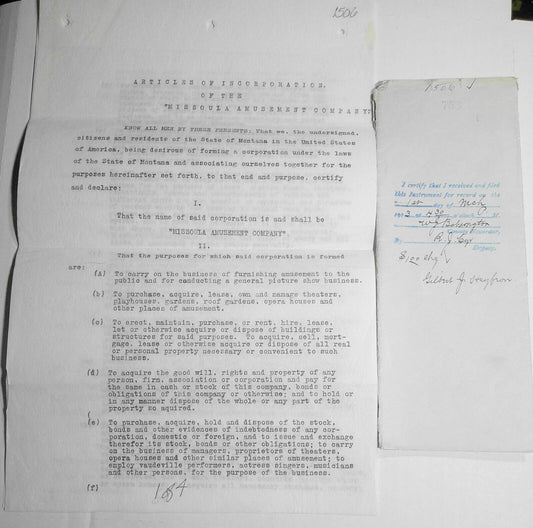 1506
ARTICLES OF INCORPORATION
OF THE
"MISSOULA AMUSEMENT COMPANY"
KNOW ALL MEN BY THESE PRESENTS: That we, the undersigned,
citizens and residents of the State of Montana in the United States
of America, being desirous of forming a corporation under the laws
of the State of Montana and associating ourselves together for the
purposes hereinafter set forth, to that end and purpose, certify
and declare:
I.
That the name of said corporation is and shall be
"MISSOULA AMUSEMENT COMPANY".
II.
That the purposes for which said corporation is formed
are:
(A) To carry on the business of furnishing amusement to the
public and for conducting a general picture show business.
(b) To purchase, acquire, lease, own and manage theaters,
playhouses, gardens, roof gardens, opera houses and
other places of amusement.
(c) To erect, maintain, purchase, or rent, hire, lease,
let or otherwise acquire or dispose of buildings or
structures for said purposes. To acquire, sell, mort-
gage, lease or otherwise acquire or dispose of all real
or personal property necessary or convenient to such
business.
(d) To acquire the good will, rights and property of any
person, firm, association or corporation and pay for
the same in cash or stock of this company, bonds or
obligations of this company or otherwise; and to hold or
in any manner dispose of the whole or any part of the
property so aquired.
(e) To purchase, acquire, hold and dispose of the stock,
bonds and other evidences of indebtedness of any cor-
poration, domestic or foreign, and to issue and exchange
therefor its stock, bonds or other obligations; to carry
on the business of managers, proprietors of theaters,
opera houses and other similar places of amusement; to
employ vaudeville performers, actress singers, musicians
and other persons, for the purpose of the business.
(f)
1 of 4
1506
753
I certify that I received and filed
this Instrument for record on the
1st day of Mch
o'clock M.
County Recorder,
By
Deputy.
Gilbert J.